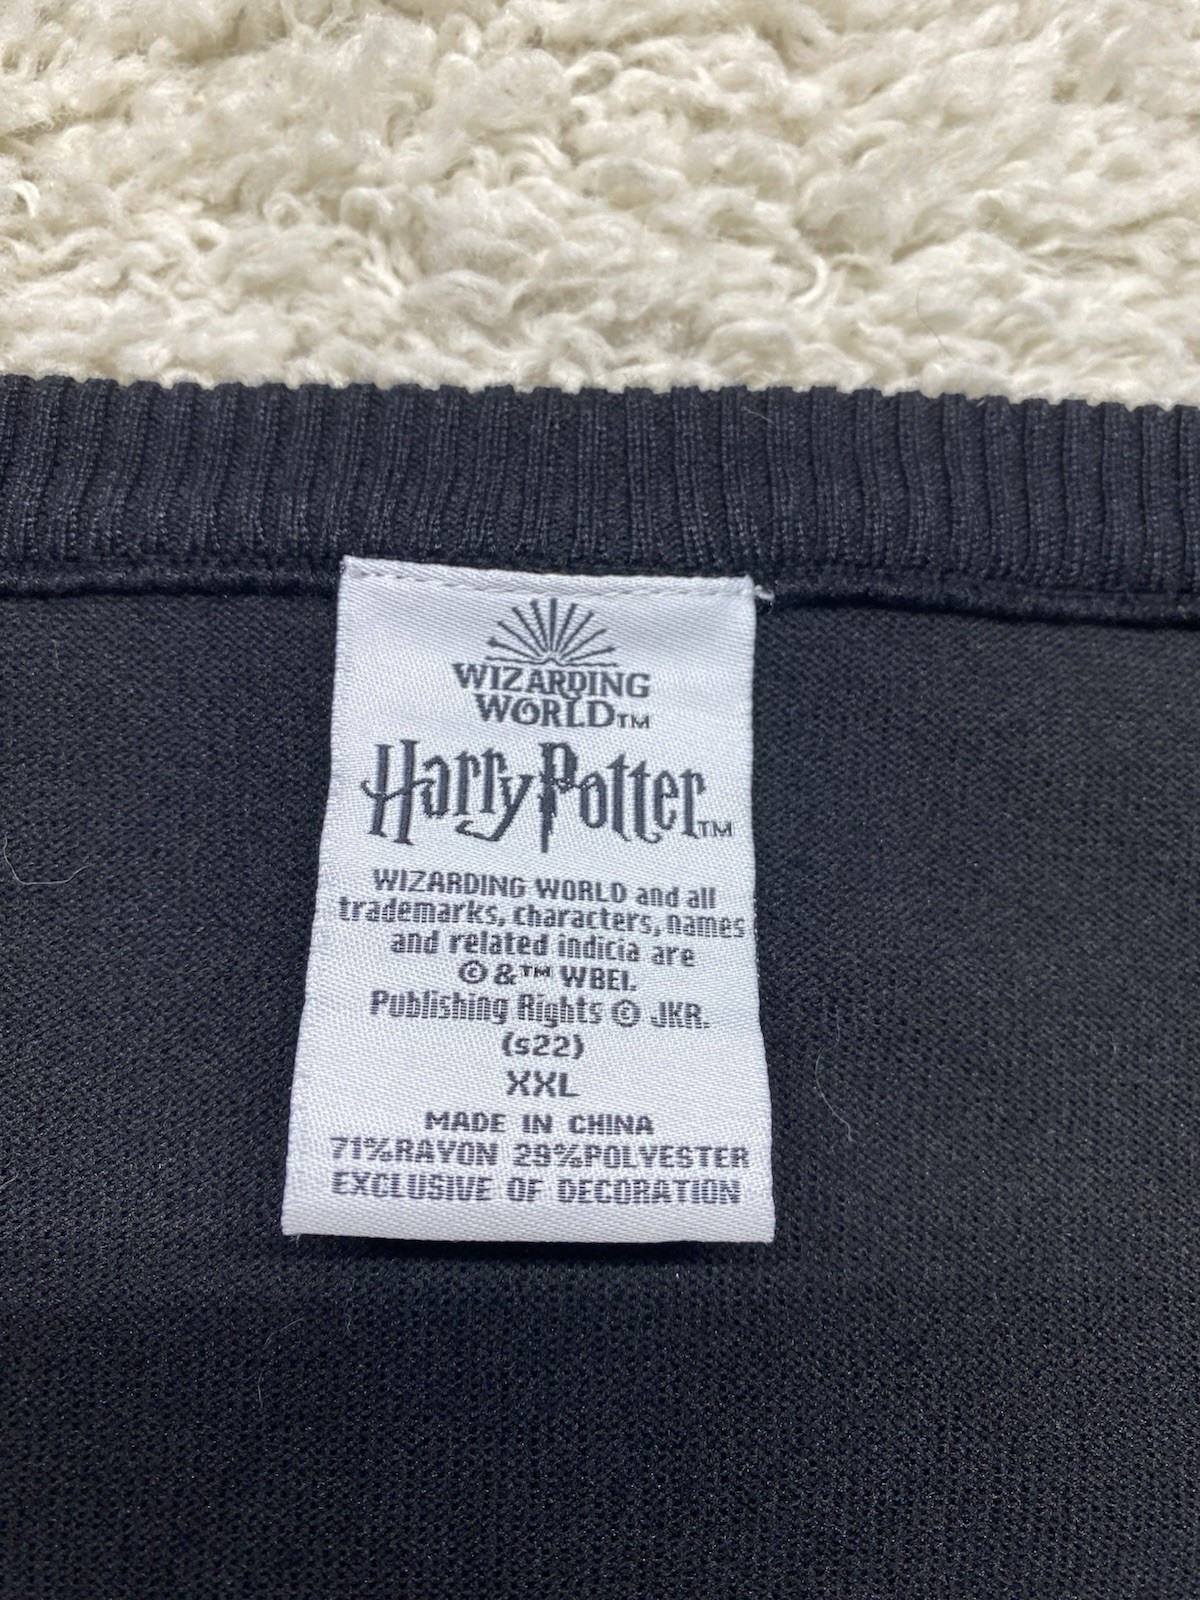 WIZARDING
WORLD™
Harry Potter™
WIZARDING WORLD and all
trademarks, characters, names
and related indicia are
© & ™ WBEI.
Publishing Rights © JKR.
(s22)
XXL
MADE IN CHINA
71%RAYON 29%POLYESTER
EXCLUSIVE OF DECORATION